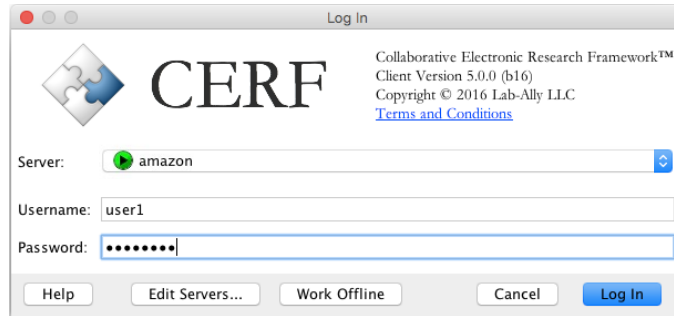 Log In
CERF
Collaborative Electronic Research Framework™
Client Version 5.0.0 (b16)
Copyright © 2016 Lab-Ally LLC
Terms and Conditions
Server: amazon
Username: user1
Password: ••••••••
Help Edit Servers... Work Offline Cancel Log In